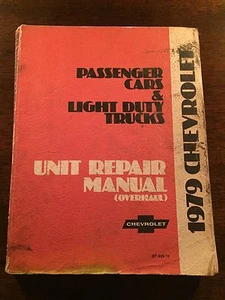 PASSENGER
CARS
&
LIGHT DUTY
TRUCKS
UNIT REPAIR
MANUAL
(OVERHAUL)
CHEVROLET
1979 CHEVROLET